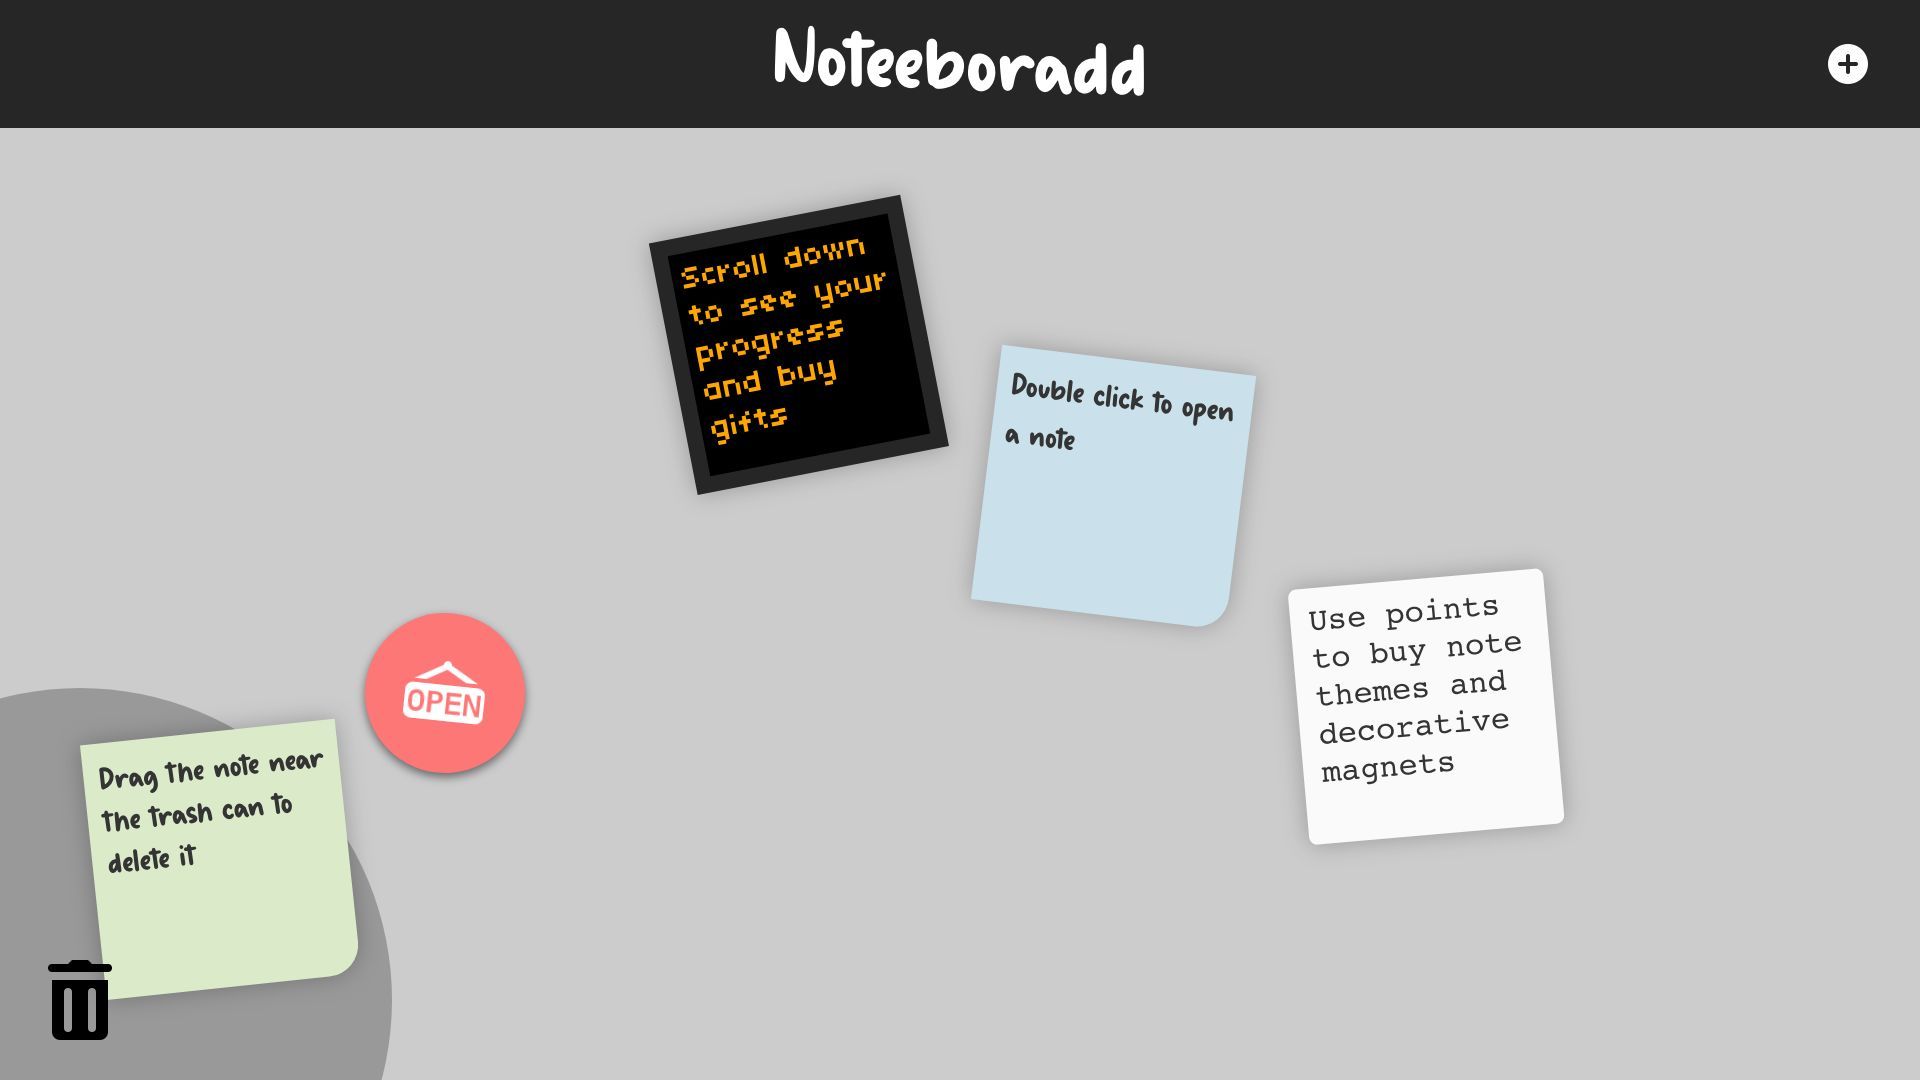 Noteeboradd
Scroll down
to see your
progress
and buy
gifts
Double click to open
a note
Use points
to buy note
themes and
decorative
magnets
OPEN
Drag the note near
the trash can to
delete it